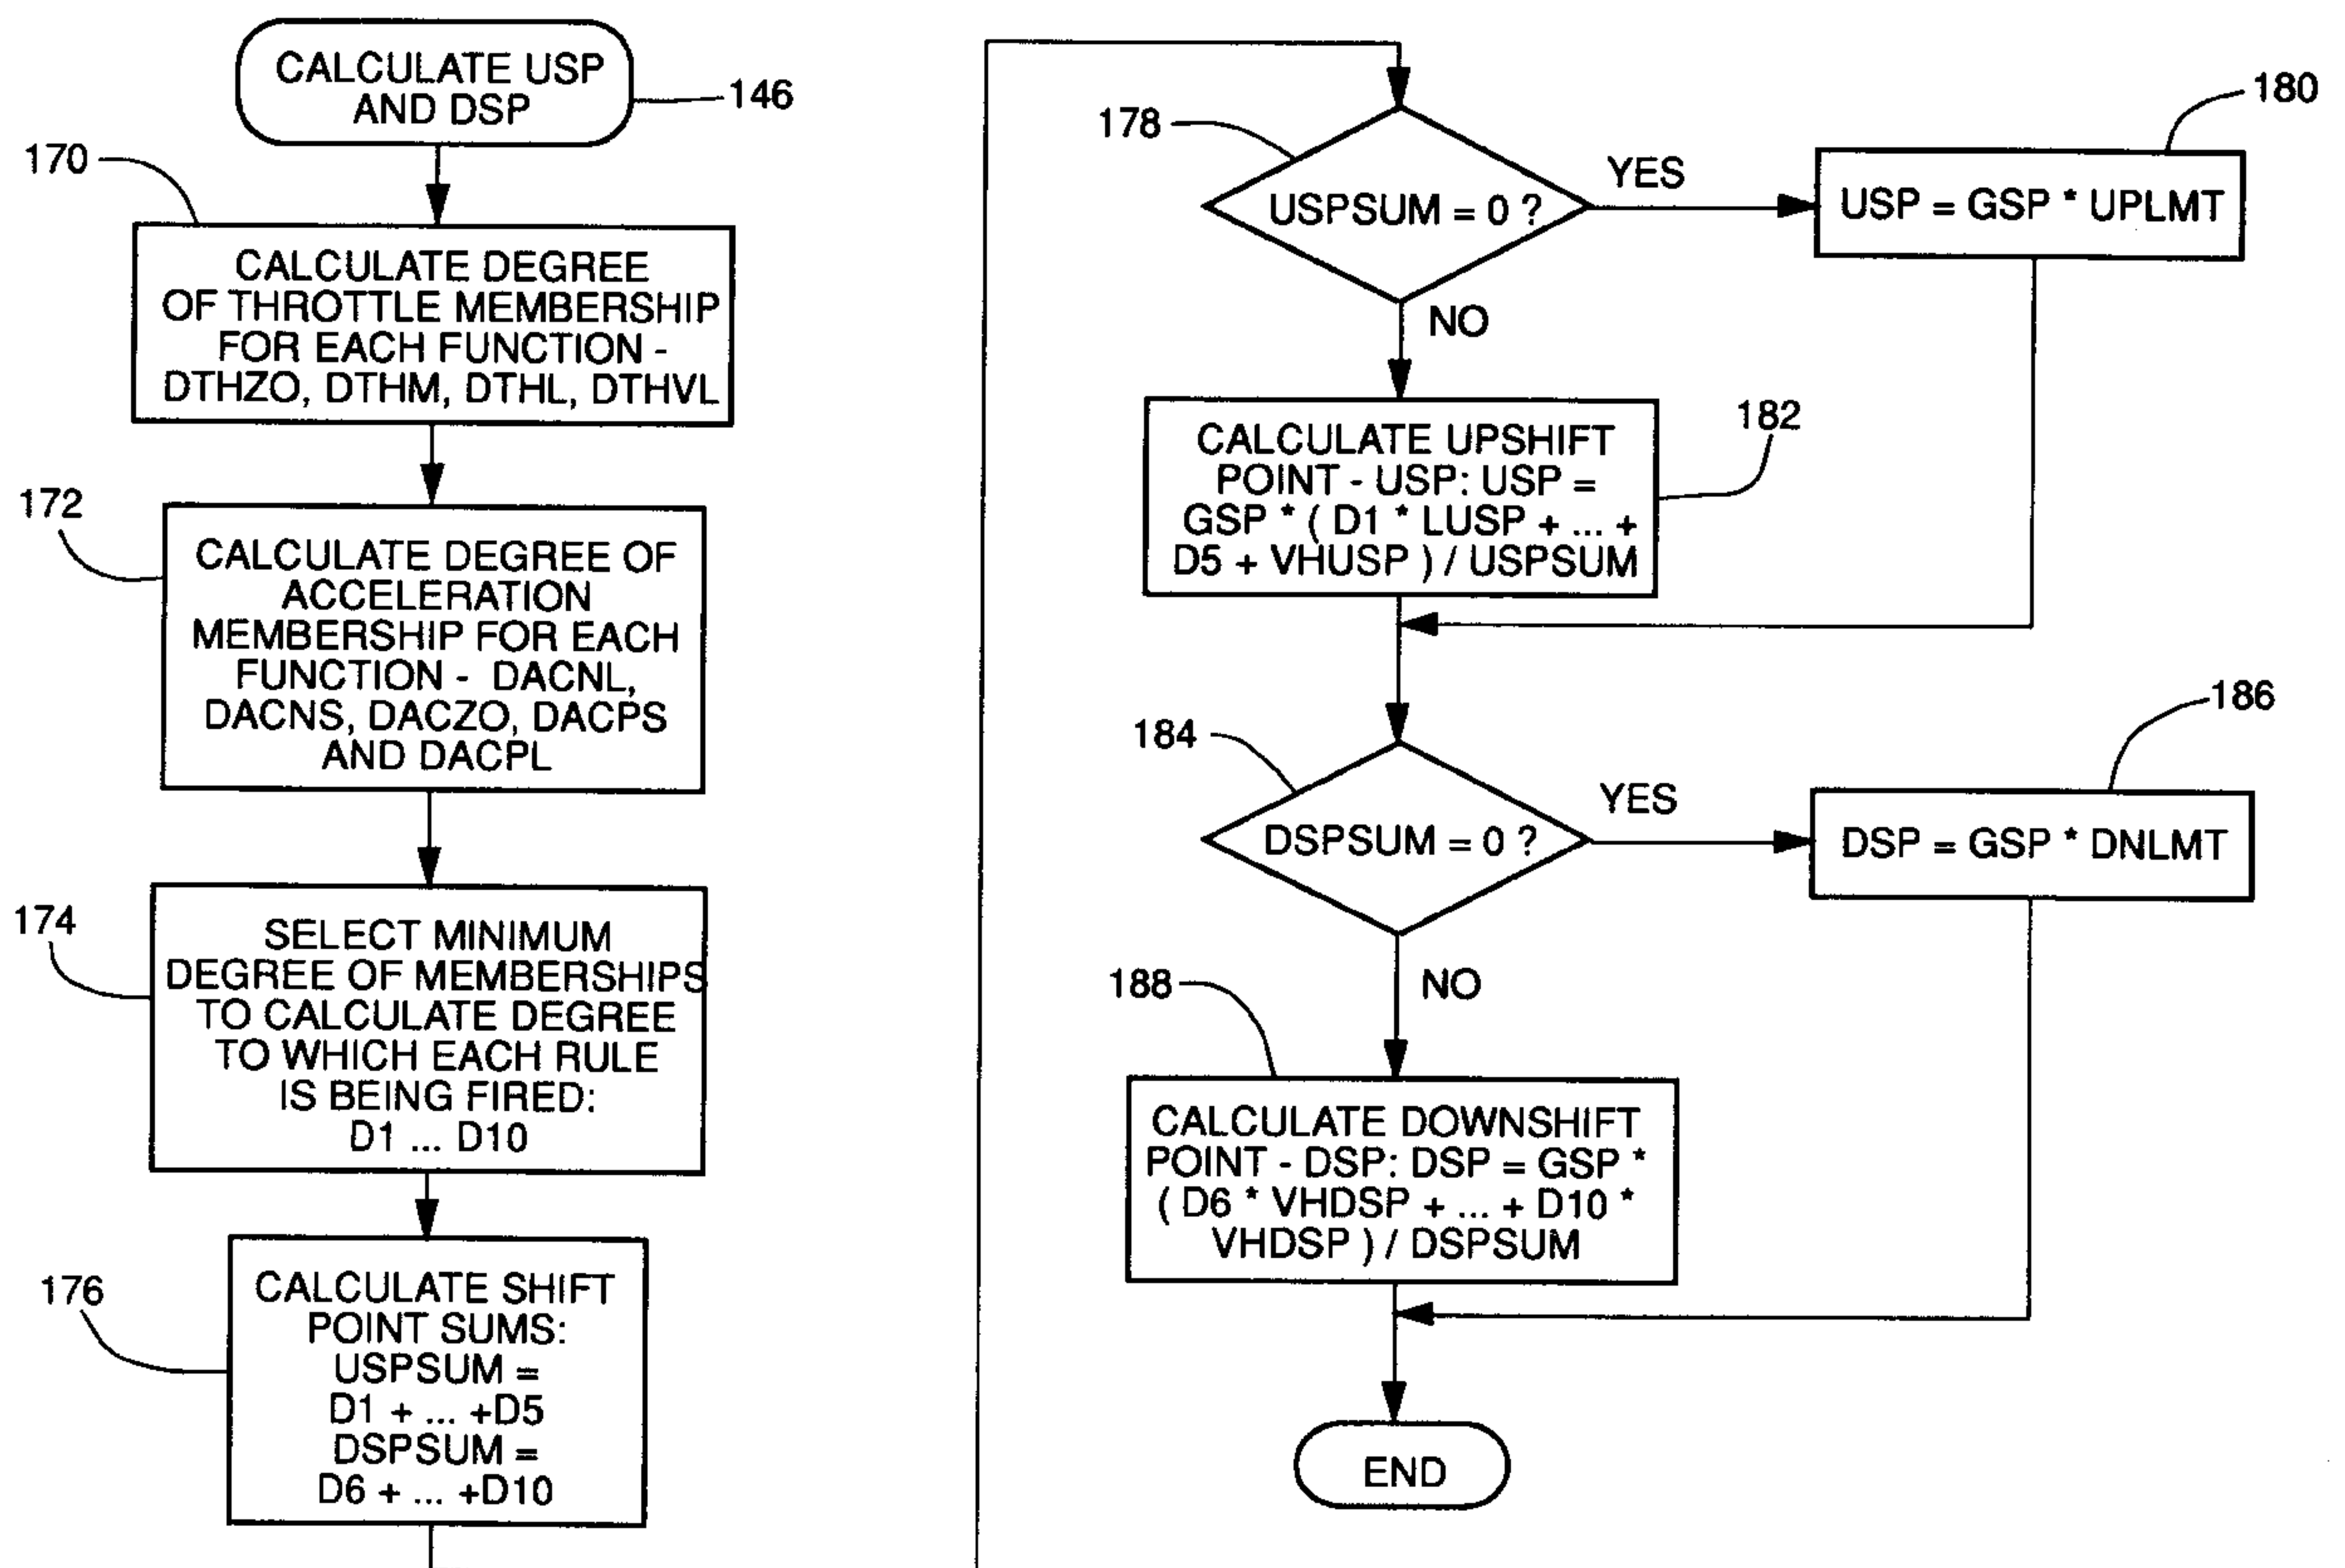 CALCULATE USP
AND DSP
146
170
CALCULATE DEGREE
OF THROTTLE MEMBERSHIP
FOR EACH FUNCTION -
DTHZO, DTHM, DTHL, DTHVL
172
CALCULATE DEGREE OF
ACCELERATION
MEMBERSHIP FOR EACH
FUNCTION - DACNL,
DACNS, DACZO, DACPS
AND DACPL
174
SELECT MINIMUM
DEGREE OF MEMBERSHIPS
TO CALCULATE DEGREE
TO WHICH EACH RULE
IS BEING FIRED:
D1 ... D10
176
CALCULATE SHIFT
POINT SUMS:
USPSUM =
D1 + ... +D5
DSPSUM =
D6 + ... +D10
178
USPSUM = 0 ?
YES
180
USP = GSP * UPLMT
NO
182
CALCULATE UPSHIFT
POINT - USP: USP =
GSP * ( D1 * LUSP + ... +
D5 + VHUSP ) / USPSUM
184
DSPSUM = 0 ?
YES
186
DSP = GSP * DNLMT
NO
188
CALCULATE DOWNSHIFT
POINT - DSP: DSP = GSP *
( D6 * VHDSP + ... + D10 *
VHDSP ) / DSPSUM
END